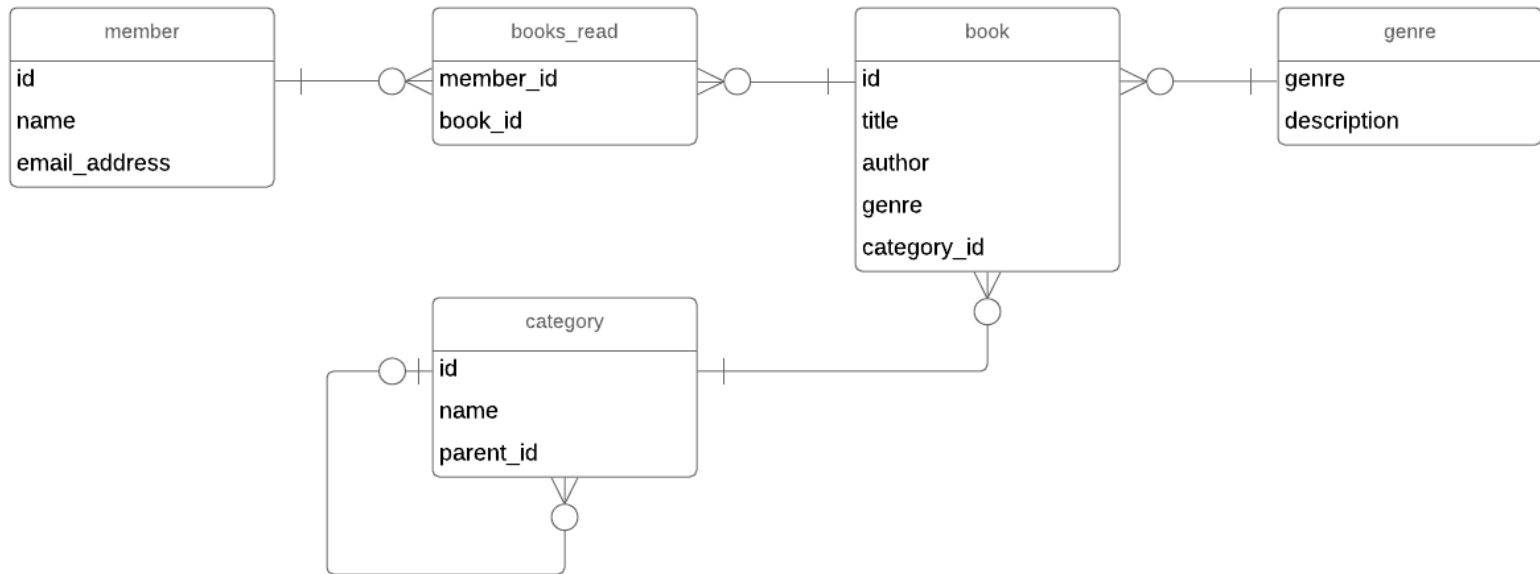 member
id
name
email_address
books_read
member_id
book_id
book
id
title
author
genre
category_id
genre
genre
description
category
id
name
parent_id